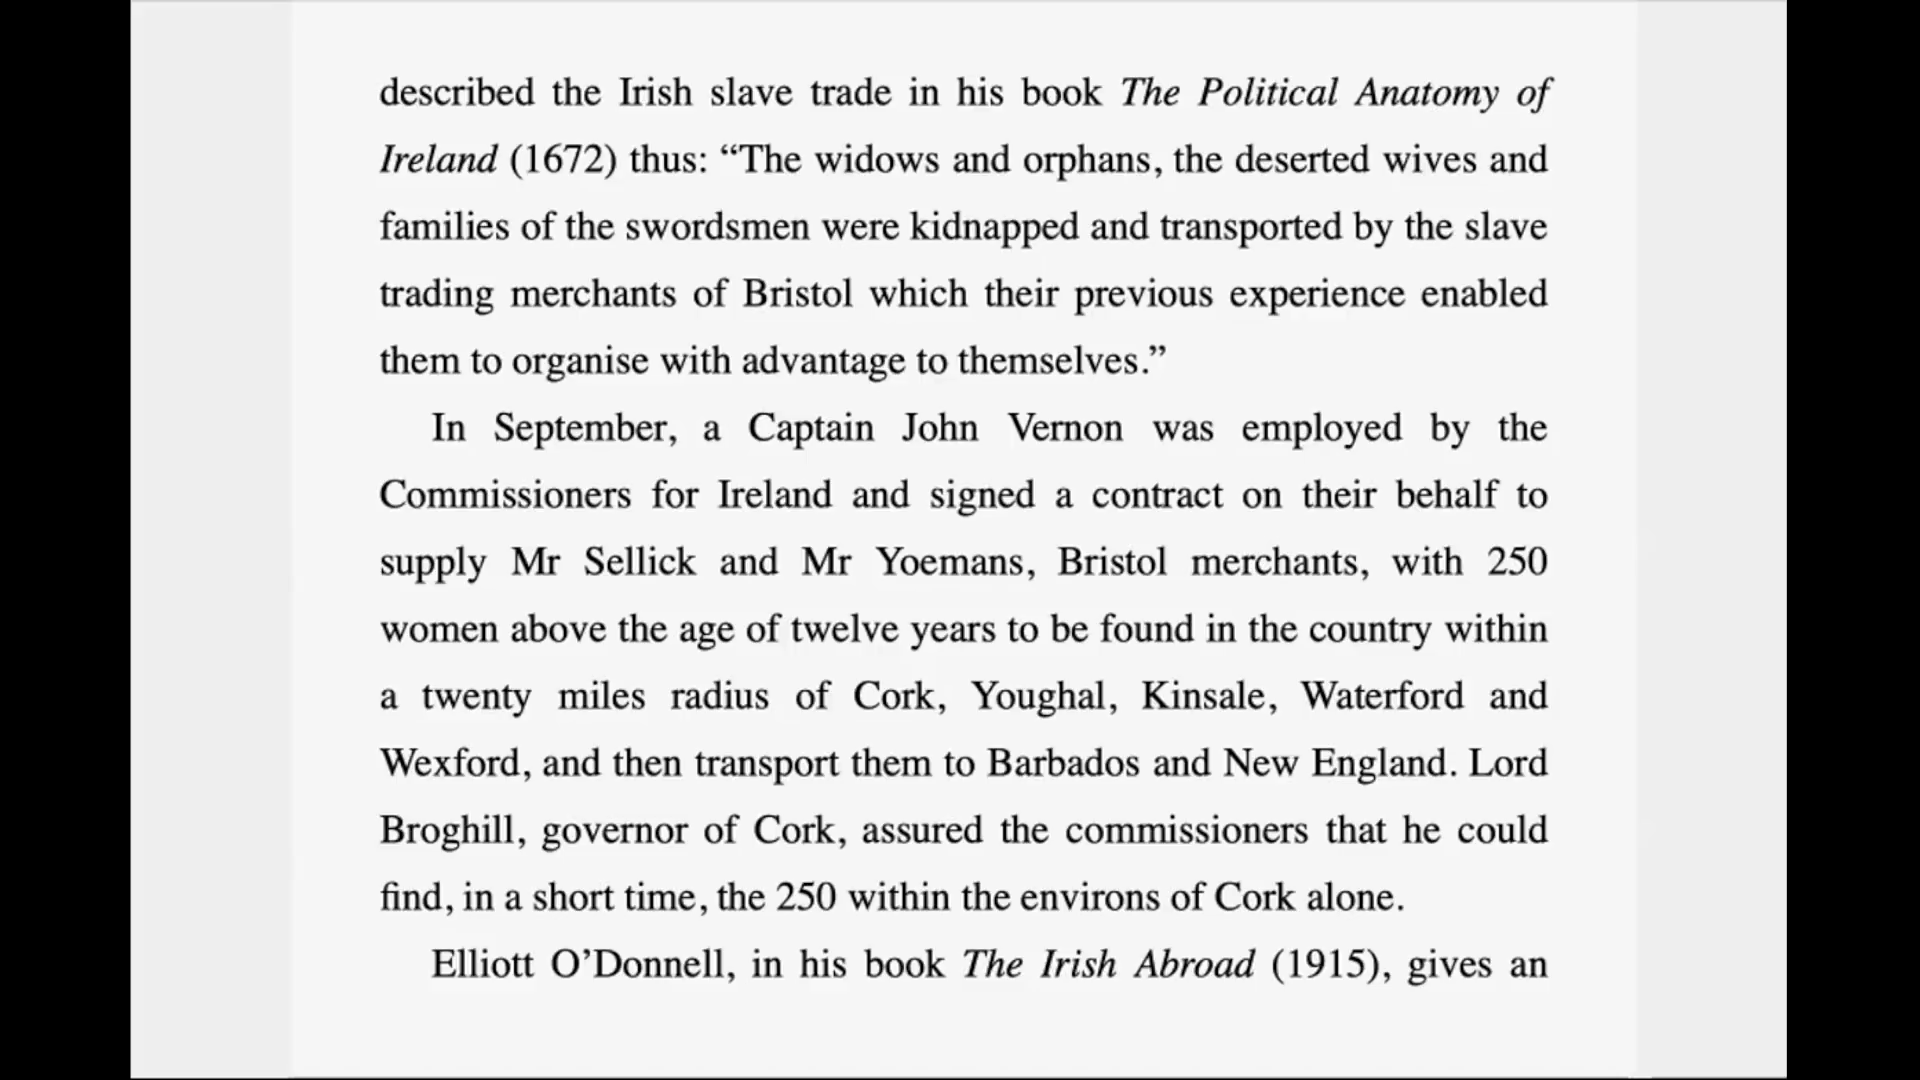 described the Irish slave trade in his book The Political Anatomy of
Ireland (1672) thus: “The widows and orphans, the deserted wives and
families of the swordsmen were kidnapped and transported by the slave
trading merchants of Bristol which their previous experience enabled
them to organise with advantage to themselves.”
In September, a Captain John Vernon was employed by the
Commissioners for Ireland and signed a contract on their behalf to
supply Mr Sellick and Mr Yoemans, Bristol merchants, with 250
women above the age of twelve years to be found in the country within
a twenty miles radius of Cork, Youghal, Kinsale, Waterford and
Wexford, and then transport them to Barbados and New England. Lord
Broghill, governor of Cork, assured the commissioners that he could
find, in a short time, the 250 within the environs of Cork alone.
Elliott O’Donnell, in his book The Irish Abroad (1915), gives an